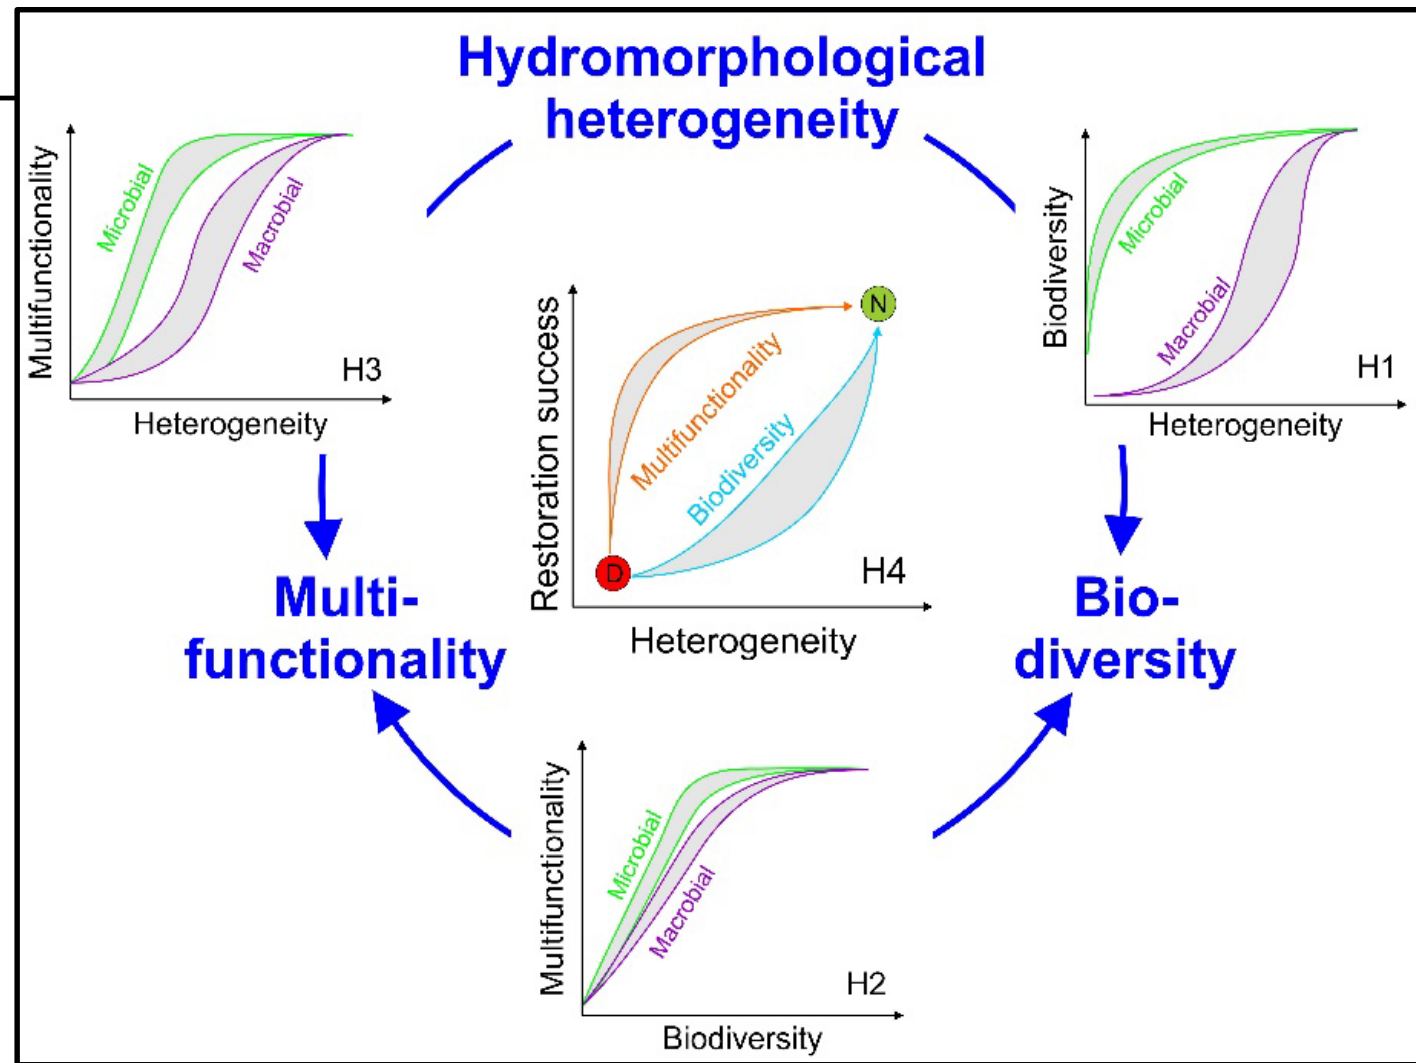 Hydromorphological
heterogeneity
Multifunctionality
Microbial
Macrobial
H3
Heterogeneity
Biodiversity
Microbial
Macrobial
H1
Heterogeneity
Restoration success
N
Multifunctionality
Biodiversity
D
H4
Heterogeneity
Multi-
functionality
Bio-
diversity
Multifunctionality
Microbial
Macrobial
H2
Biodiversity